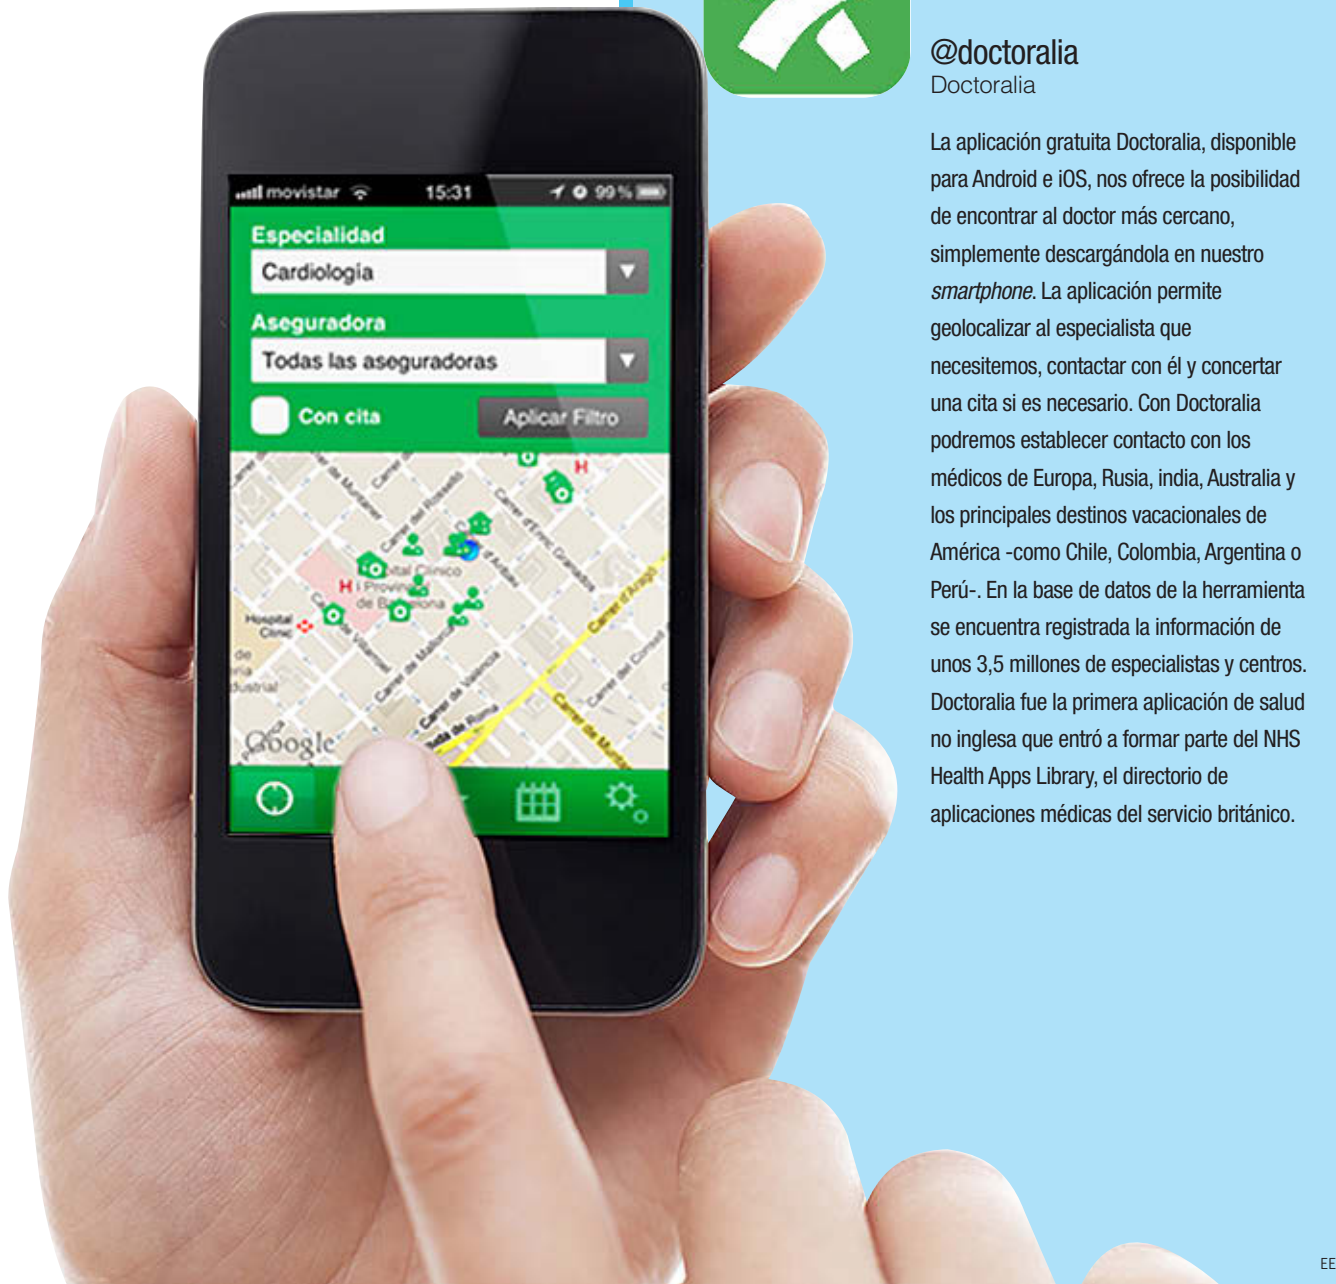 @doctoralia
Doctoralia
La aplicación gratuita Doctoralia, disponible
para Android e iOS, nos ofrece la posibilidad
de encontrar al doctor más cercano,
simplemente descargándola en nuestro
smartphone. La aplicación permite
geolocalizar al especialista que
necesitemos, contactar con él y concertar
una cita si es necesario. Con Doctoralia
podremos establecer contacto con los
médicos de Europa, Rusia, india, Australia y
los principales destinos vacacionales de
América -como Chile, Colombia, Argentina o
Perú-. En la base de datos de la herramienta
se encuentra registrada la información de
unos 3,5 millones de especialistas y centros.
Doctoralia fue la primera aplicación de salud
no inglesa que entró a formar parte del NHS
Health Apps Library, el directorio de
aplicaciones médicas del servicio británico.
movistar 15:31 99%
Especialidad
Cardiología
Aseguradora
Todas las aseguradoras
Con cita Aplicar Filtro
H
Carrer del Rosselló
Carrer d'Enric Granados
d'Aribau
Clínico
H i Provincial
de
Hospital
Clínic
Carrer d'Aragó
Carrer de Mallorca
Carrer de València
de Roma
Google
EE